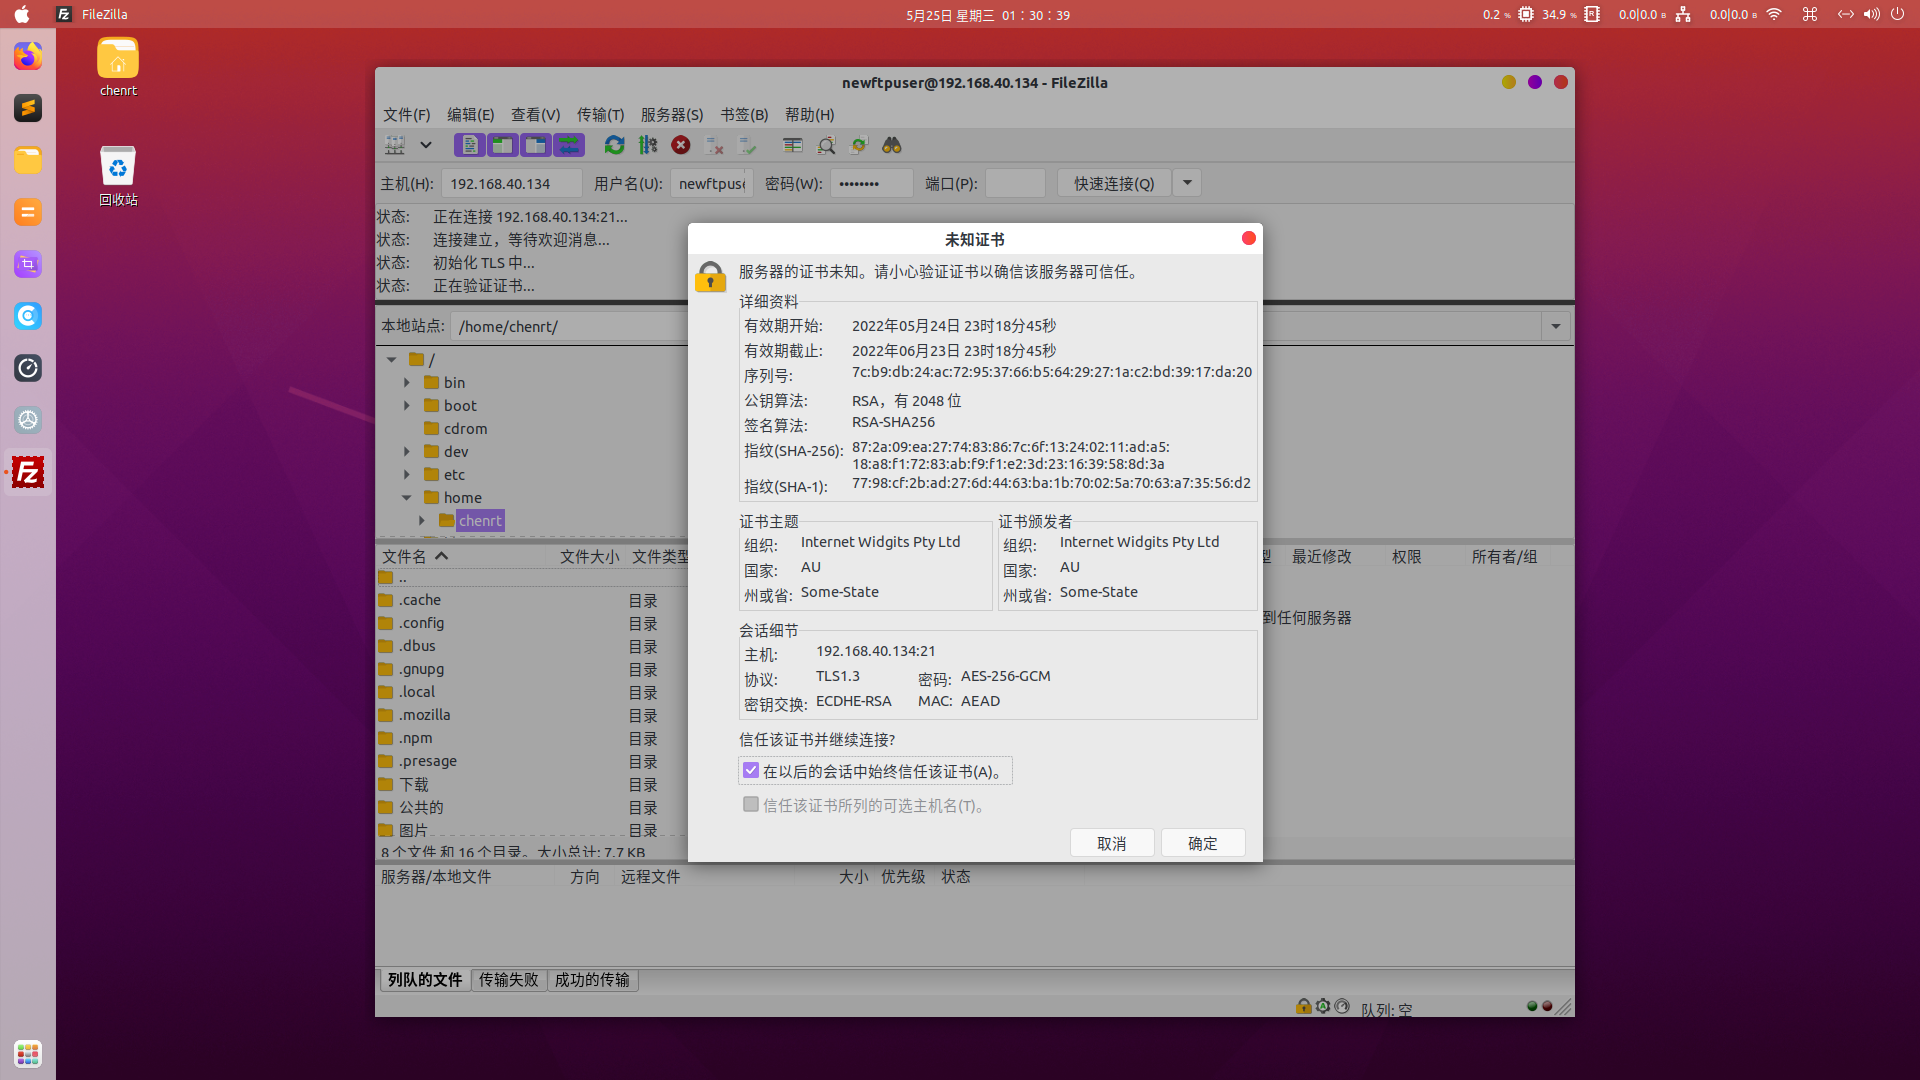 FileZilla
5月25日 星期三 01：30：39
0.2 %
34.9 %
0.0|0.0 B
0.0|0.0 B
chenrt
回收站
newftpuser@192.168.40.134 - FileZilla
文件(F) 编辑(E) 查看(V) 传输(T) 服务器(S) 书签(B) 帮助(H)
主机(H): 192.168.40.134 用户名(U): newftpuse 密码(W): •••••••• 端口(P): 快速连接(Q)
状态: 正在连接 192.168.40.134:21...
状态: 连接建立，等待欢迎消息...
状态: 初始化 TLS 中...
状态: 正在验证证书...
本地站点: /home/chenrt/
/
bin
boot
cdrom
dev
etc
home
chenrt
文件名 文件大小 文件类型
..
.cache 目录
.config 目录
.dbus 目录
.gnupg 目录
.local 目录
.mozilla 目录
.npm 目录
.presage 目录
下载 目录
公共的 目录
图片 目录
8 个文件 和 16 个目录。大小总计: 7.7 KB
型 最近修改 权限 所有者/组
到任何服务器
未知证书
服务器的证书未知。请小心验证证书以确信该服务器可信任。
详细资料
有效期开始: 2022年05月24日 23时18分45秒
有效期截止: 2022年06月23日 23时18分45秒
序列号: 7c:b9:db:24:ac:72:95:37:66:b5:64:29:27:1a:c2:bd:39:17:da:20
公钥算法: RSA，有 2048 位
签名算法: RSA-SHA256
指纹(SHA-256): 87:2a:09:ea:27:74:83:86:7c:6f:13:24:02:11:ad:a5:
18:a8:f1:72:83:ab:f9:f1:e2:3d:23:16:39:58:8d:3a
指纹(SHA-1): 77:98:cf:2b:ad:27:6d:44:63:ba:1b:70:02:5a:70:63:a7:35:56:d2
证书主题
组织: Internet Widgits Pty Ltd
国家: AU
州或省: Some-State
证书颁发者
组织: Internet Widgits Pty Ltd
国家: AU
州或省: Some-State
会话细节
主机: 192.168.40.134:21
协议: TLS1.3 密码: AES-256-GCM
密钥交换: ECDHE-RSA MAC: AEAD
信任该证书并继续连接?
在以后的会话中始终信任该证书(A)。
信任该证书所列的可选主机名(T)。
取消 确定
服务器/本地文件 方向 远程文件 大小 优先级 状态
列队的文件 传输失败 成功的传输
队列: 空